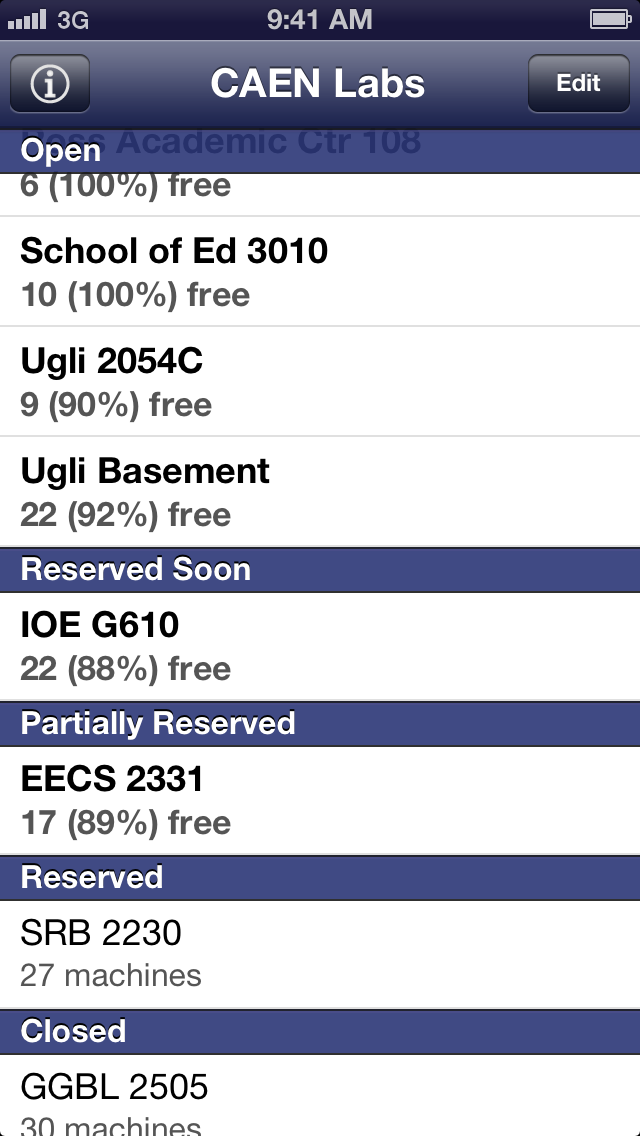 3G 9:41 AM
CAEN Labs
Edit
Ross Academic Ctr 108
Open
6 (100%) free
School of Ed 3010
10 (100%) free
Ugli 2054C
9 (90%) free
Ugli Basement
22 (92%) free
Reserved Soon
IOE G610
22 (88%) free
Partially Reserved
EECS 2331
17 (89%) free
Reserved
SRB 2230
27 machines
Closed
GGBL 2505
30 machines